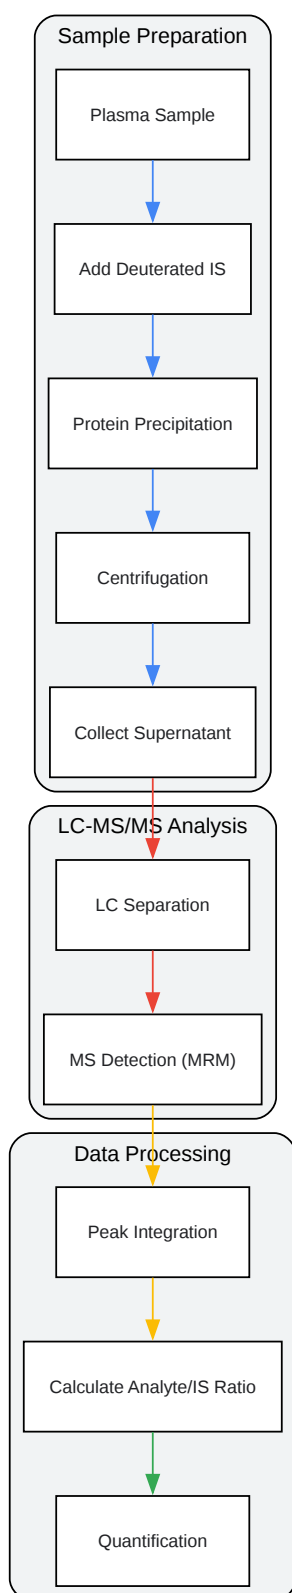 Sample Preparation
Plasma Sample
Add Deuterated IS
Protein Precipitation
Centrifugation
Collect Supernatant
LC-MS/MS Analysis
LC Separation
MS Detection (MRM)
Data Processing
Peak Integration
Calculate Analyte/IS Ratio
Quantification